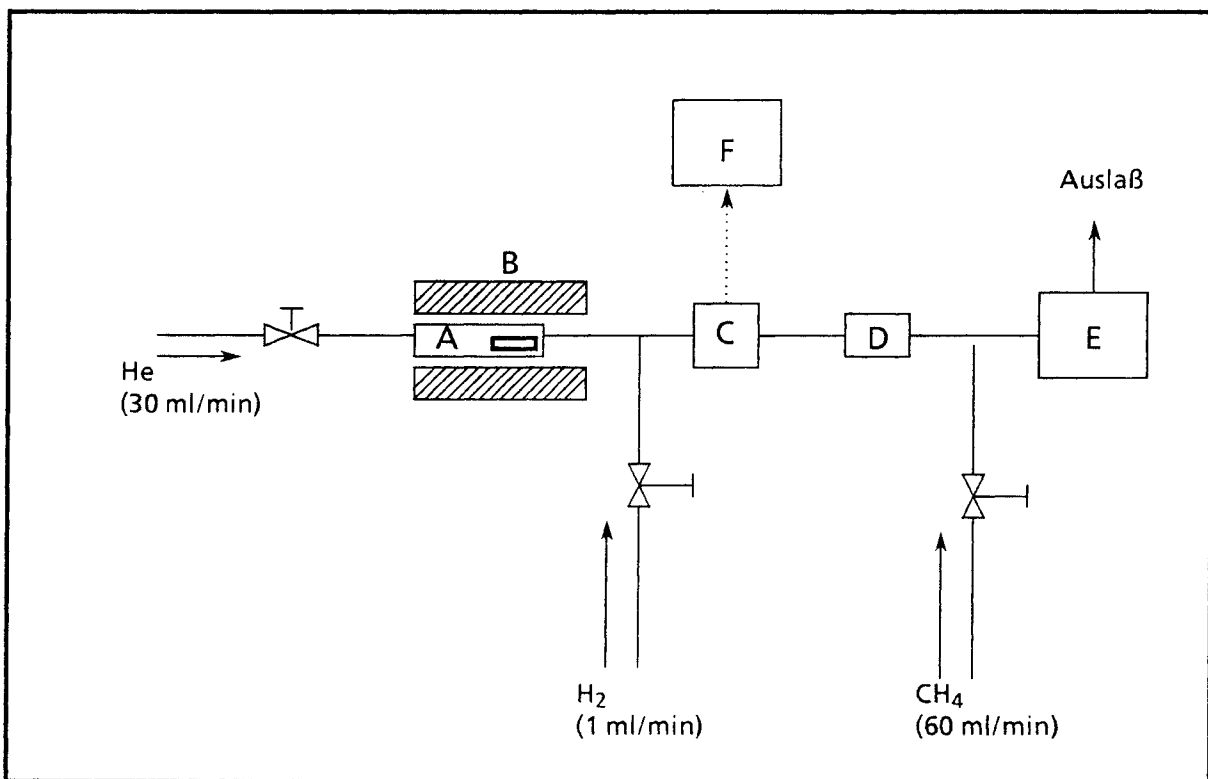 F
Auslaß
B
A
C
D
E
He
(30 ml/min)
H₂
(1 ml/min)
CH₄
(60 ml/min)